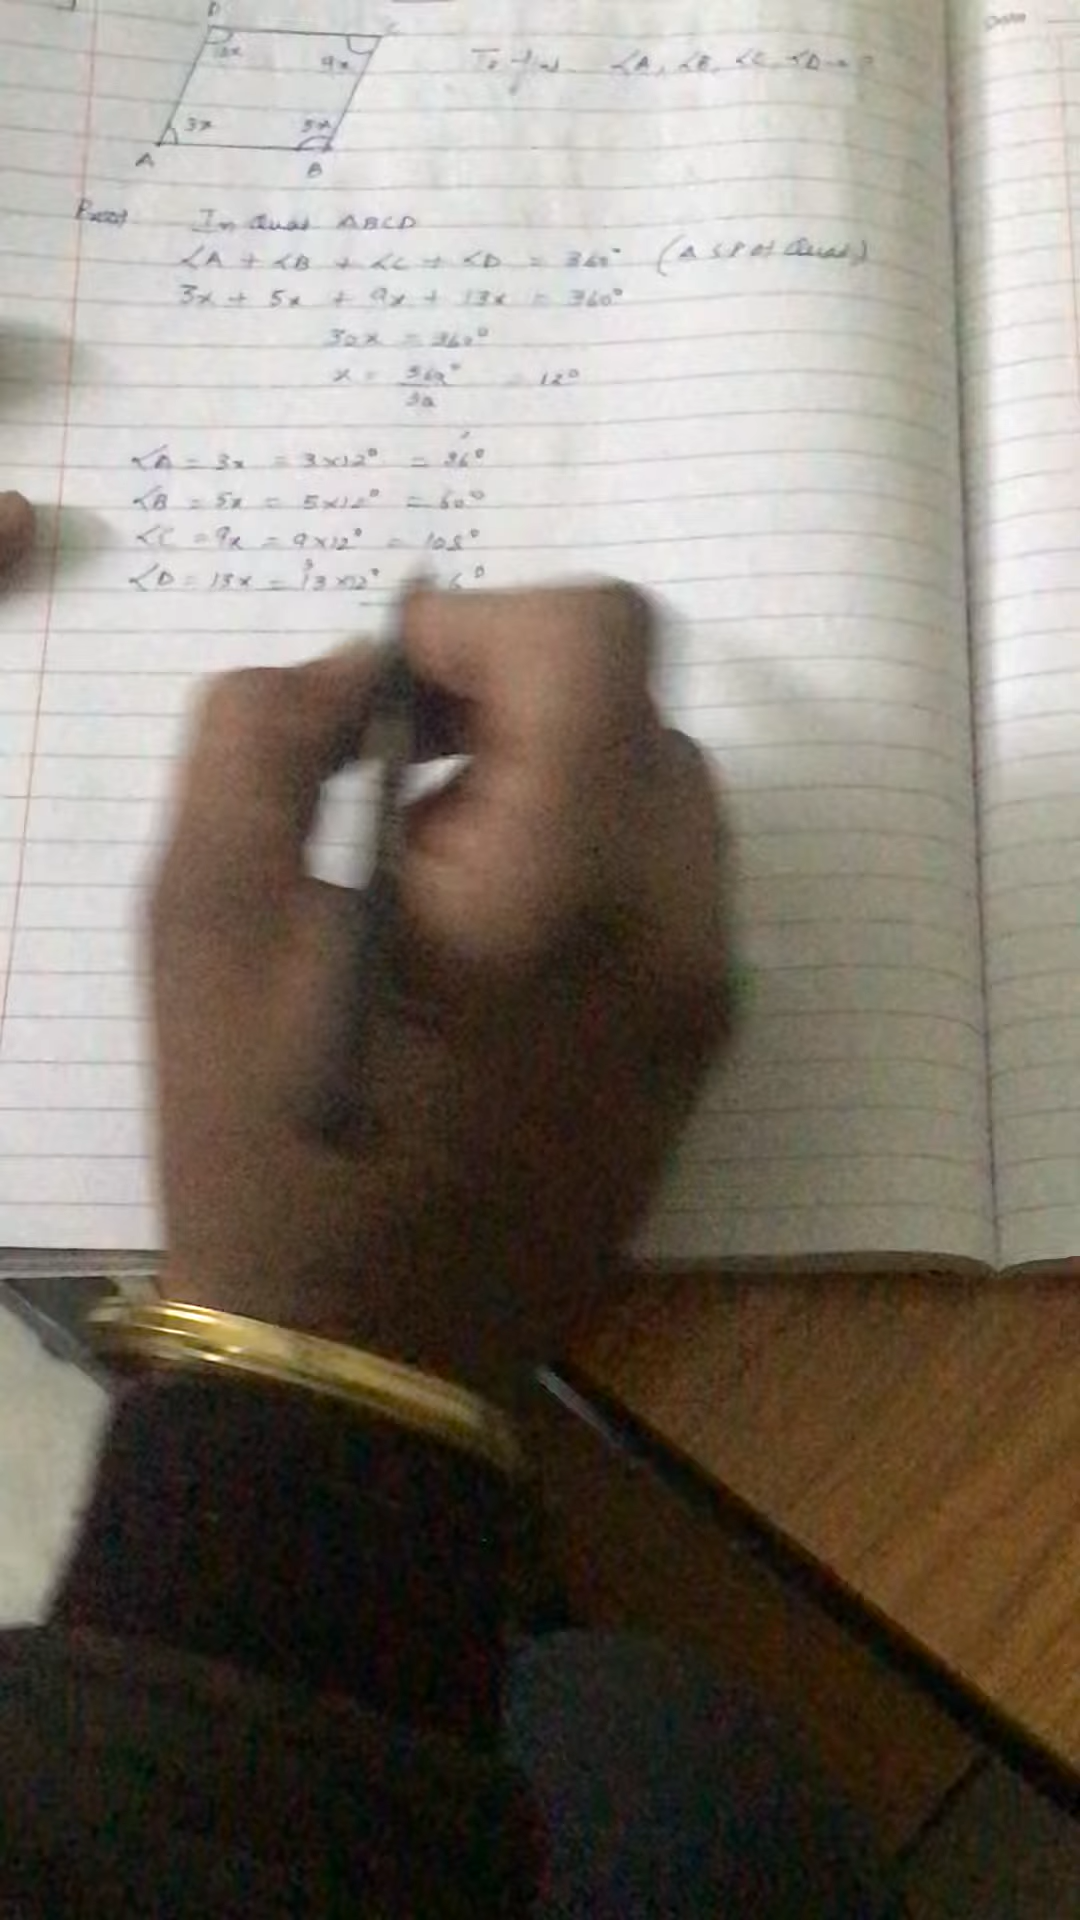 D C
13x 9x
To find ∠A, ∠B, ∠C, ∠D = ?
3x 5x
A B
Proof In Quad ABCD
∠A + ∠B + ∠C + ∠D = 360° (A S P of Quad)
3x + 5x + 9x + 13x = 360°
30x = 360°
x = 360° / 30 = 12°
∠A = 3x = 3×12° = 36°
∠B = 5x = 5×12° = 60°
∠C = 9x = 9×12° = 108°
∠D = 13x = 13×12° = 6°